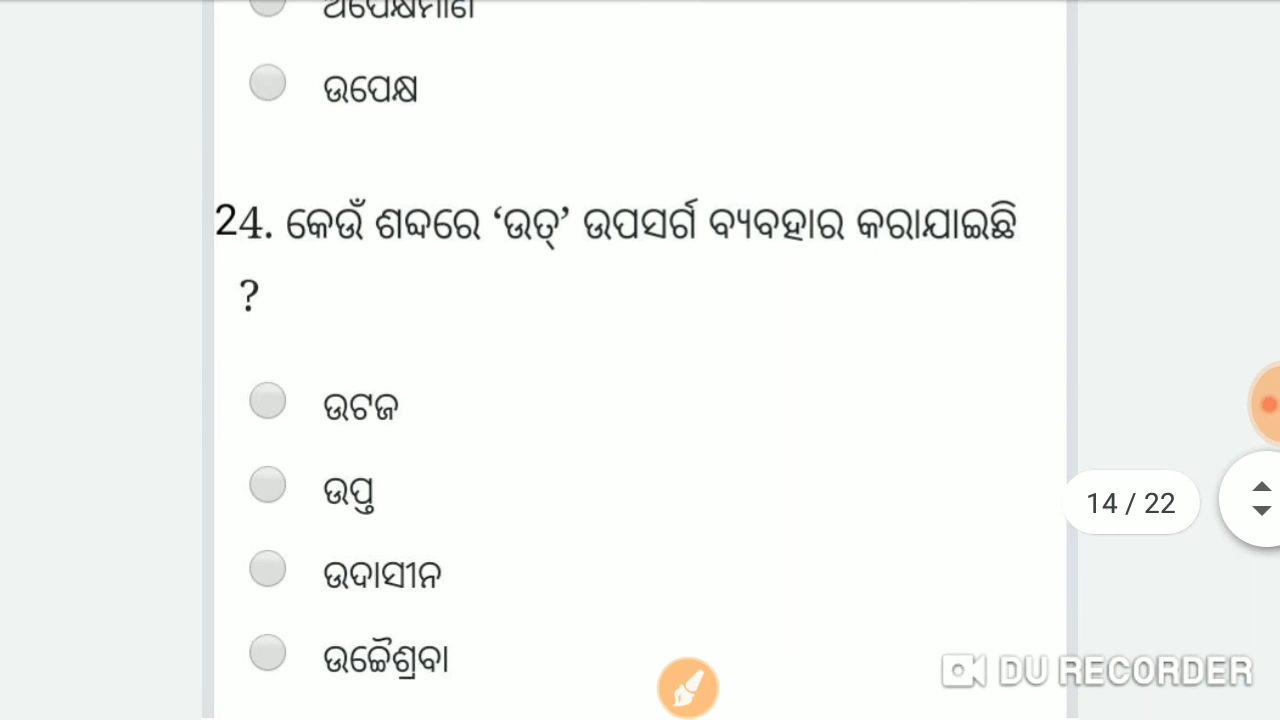 ଉପେକ୍ଷ
24. କେଉଁ ଶବ୍ଦରେ ‘ଉତ୍’ ଉପସର୍ଗ ବ୍ୟବହାର କରାଯାଇଛି
?
ଉଟଜ
ଉପ୍ତ
ଉଦାସୀନ
ଉଚ୍ଚୈଶ୍ରବା
14 / 22
DU RECORDER